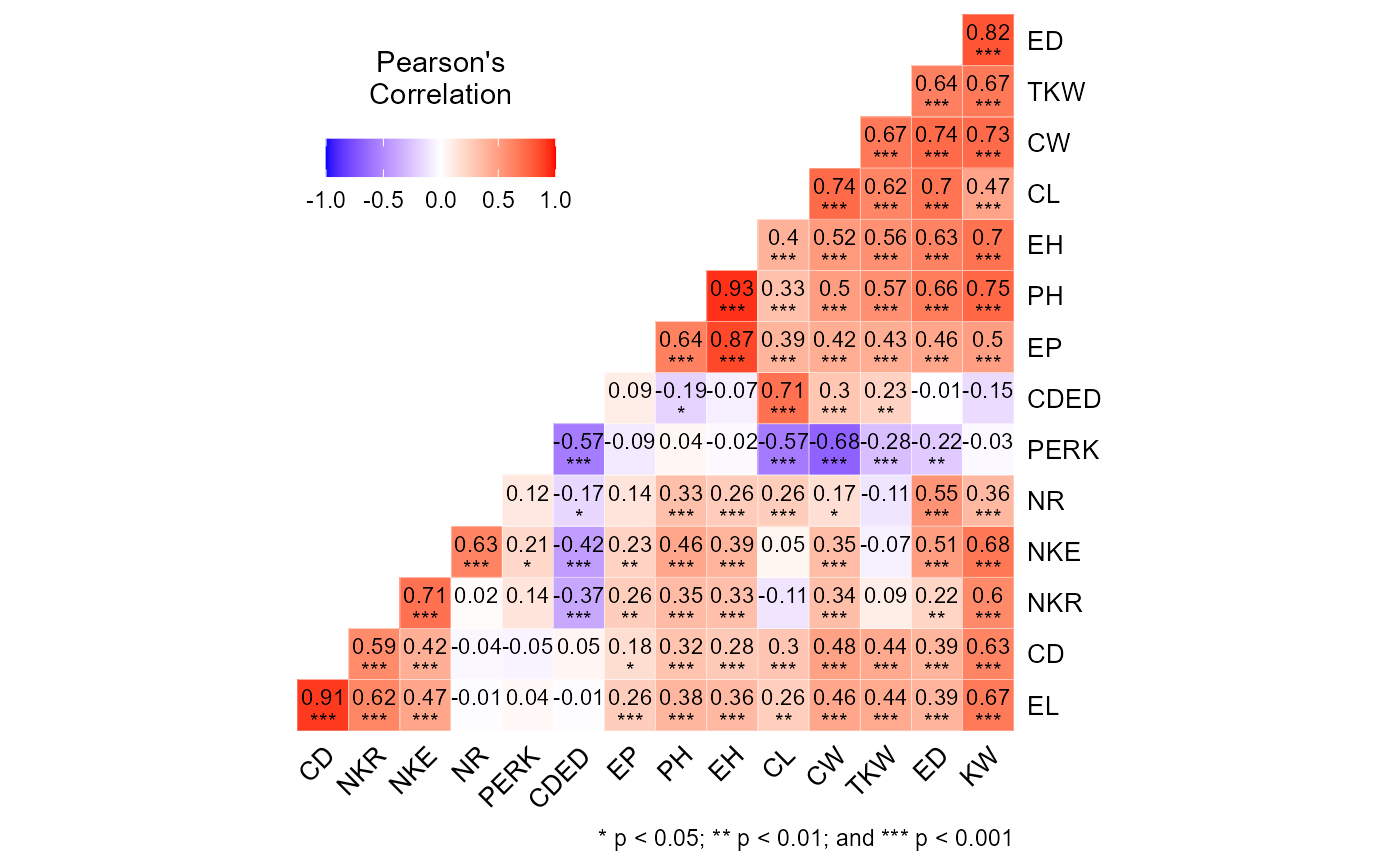 Pearson's
Correlation
-1.0 -0.5 0.0 0.5 1.0
0.82 ED
***
0.64 0.67 TKW
*** ***
0.67 0.74 0.73 CW
*** *** ***
0.74 0.62 0.7 0.47 CL
*** *** *** ***
0.4 0.52 0.56 0.63 0.7 EH
*** *** *** *** ***
0.93 0.33 0.5 0.57 0.66 0.75 PH
*** *** *** *** *** ***
0.64 0.87 0.39 0.42 0.43 0.46 0.5 EP
*** *** *** *** *** *** ***
0.09 -0.19 -0.07 0.71 0.3 0.23 -0.01 -0.15 CDED
* *** *** **
-0.57 -0.09 0.04 -0.02 -0.57 -0.68 -0.28 -0.22 -0.03 PERK
*** *** *** *** **
0.12 -0.17 0.14 0.33 0.26 0.26 0.17 -0.11 0.55 0.36 NR
* *** *** *** * *** ***
0.63 0.21 -0.42 0.23 0.46 0.39 0.05 0.35 -0.07 0.51 0.68 NKE
*** * *** ** *** *** *** *** ***
0.71 0.02 0.14 -0.37 0.26 0.35 0.33 -0.11 0.34 0.09 0.22 0.6 NKR
*** *** ** *** *** *** ** ***
0.59 0.42 -0.04 -0.05 0.05 0.18 0.32 0.28 0.3 0.48 0.44 0.39 0.63 CD
*** *** * *** *** *** *** *** *** ***
0.91 0.62 0.47 -0.01 0.04 -0.01 0.26 0.38 0.36 0.26 0.46 0.44 0.39 0.67 EL
*** *** *** *** *** *** ** *** *** *** ***
CD NKR NKE NR PERK CDED EP PH EH CL CW TKW ED KW
* p < 0.05; ** p < 0.01; and *** p < 0.001